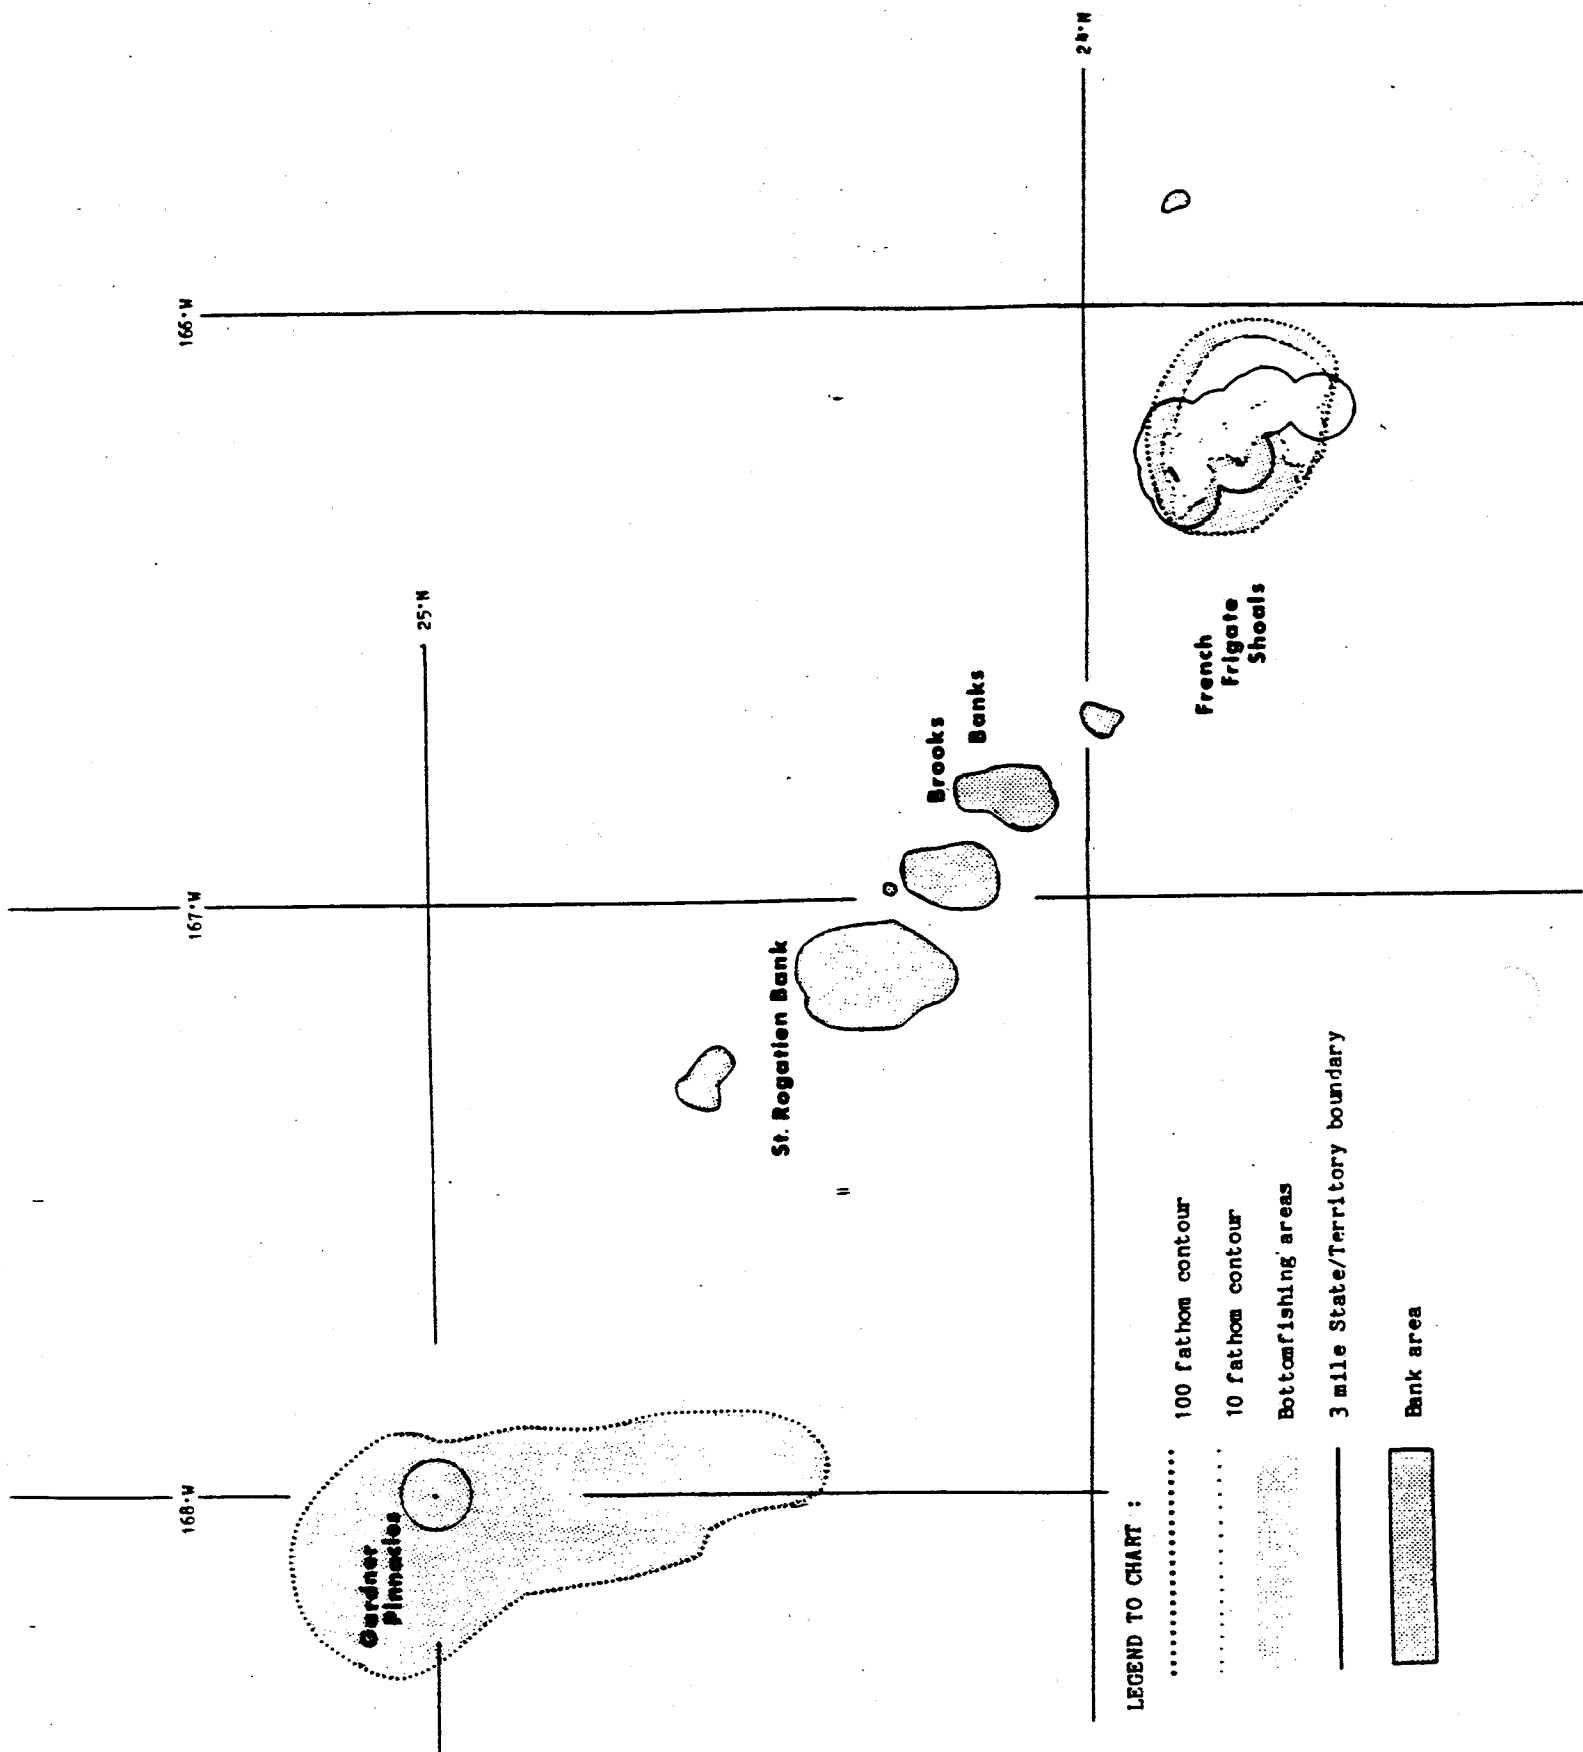 168°W
167°W
166°W
25°N
24°N
Gardner
Pinnacles
St. Rogatien Bank
Brooks
Banks
French
Frigate
Shoals
LEGEND TO CHART :
100 fathom contour
10 fathom contour
Bottomfishing areas
3 mile State/Territory boundary
Bank area